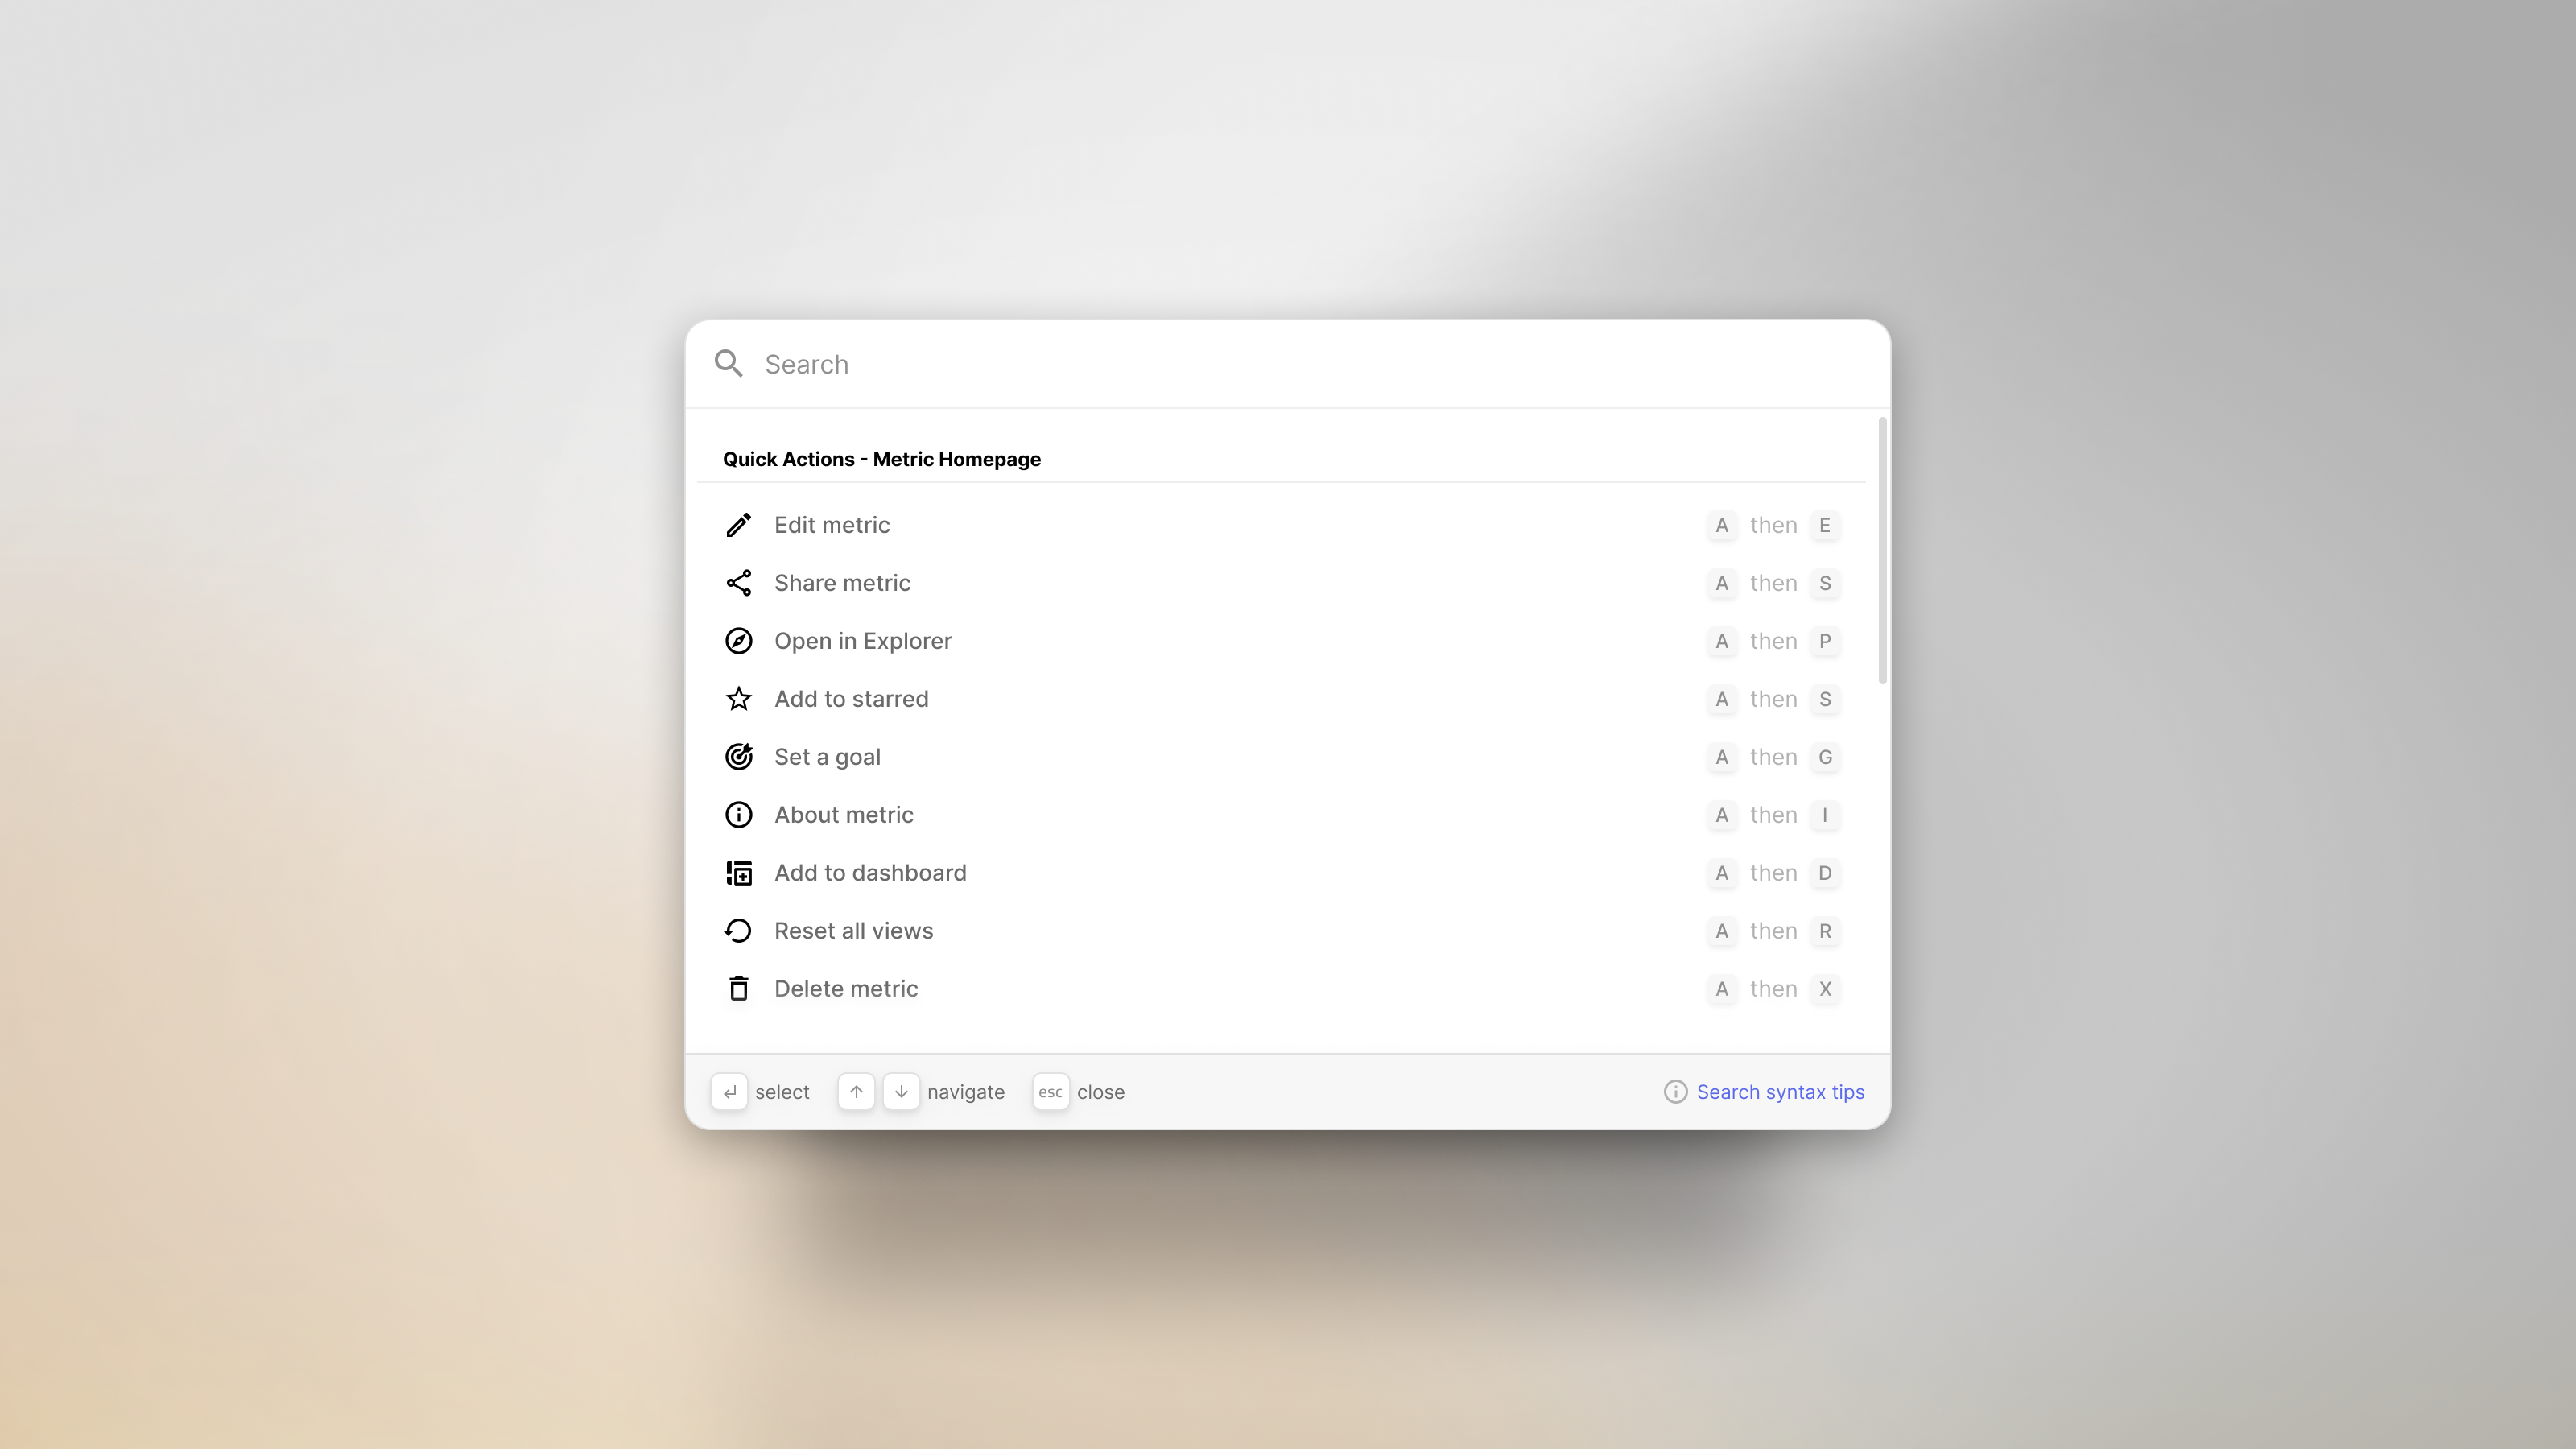 Search
Quick Actions - Metric Homepage
Edit metric A then E
Share metric A then S
Open in Explorer A then P
Add to starred A then S
Set a goal A then G
About metric A then I
Add to dashboard A then D
Reset all views A then R
Delete metric A then X
select navigate esc close Search syntax tips